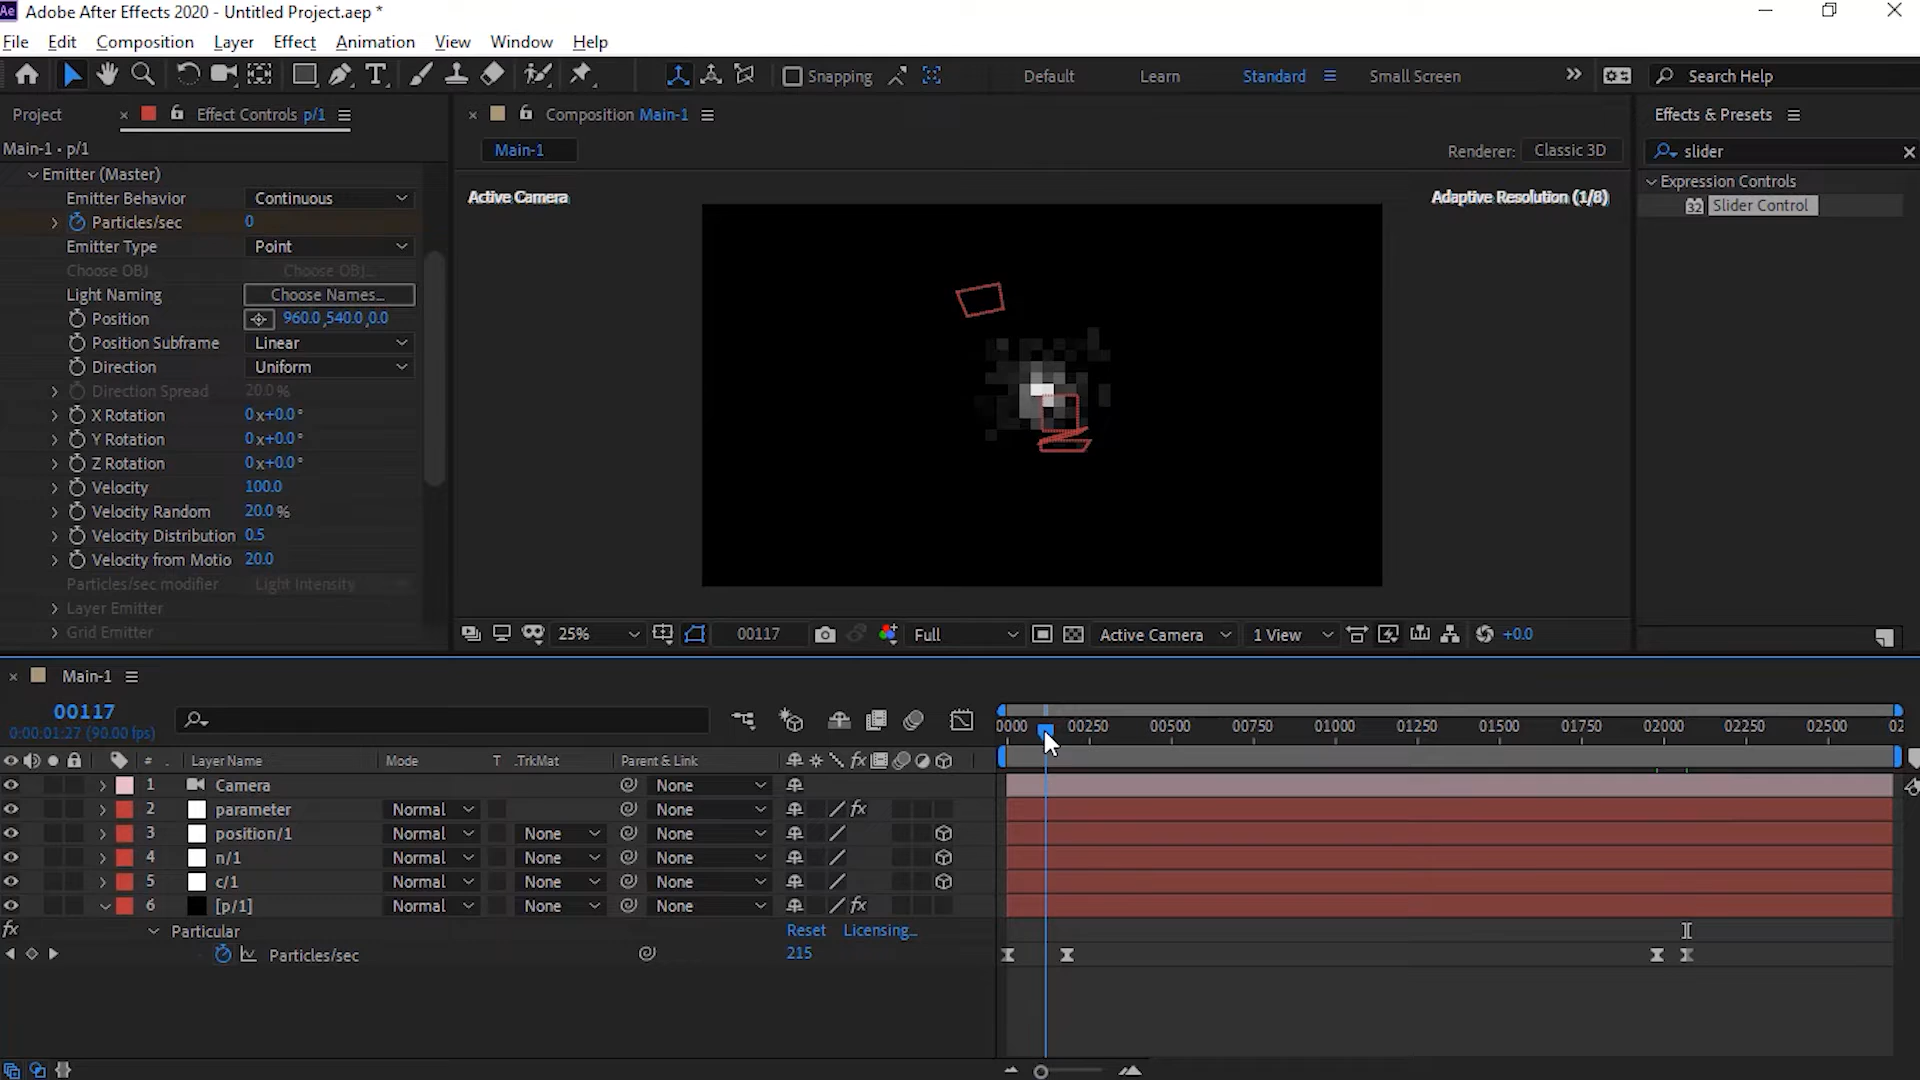 Ae Adobe After Effects 2020 - Untitled Project.aep *
File Edit Composition Layer Effect Animation View Window Help
Snapping Default Learn Standard Small Screen Search Help
Project Effect Controls p/1 Composition Main-1 Effects & Presets
Main-1 • p/1 Main-1 Renderer: Classic 3D slider
Emitter (Master) Expression Controls
Emitter Behavior Continuous Active Camera Adaptive Resolution (1/8) 32 Slider Control
Particles/sec 0
Emitter Type Point
Choose OBJ Choose OBJ...
Light Naming Choose Names...
Position 960.0,540.0,0.0
Position Subframe Linear
Direction Uniform
Direction Spread 20.0 %
X Rotation 0x+0.0°
Y Rotation 0x+0.0°
Z Rotation 0x+0.0°
Velocity 100.0
Velocity Random 20.0 %
Velocity Distribution 0.5
Velocity from Motio 20.0
Particles/sec modifier Light Intensity
Layer Emitter
Grid Emitter
25% 00117 Full Active Camera 1 View +0.0
Main-1
00117
0:00:01:27 (90.00 fps)
0000 00250 00500 00750 01000 01250 01500 01750 02000 02250 02500 02
# Layer Name Mode T .TrkMat Parent & Link fx
1 Camera None
2 parameter Normal None fx
3 position/1 Normal None None
4 n/1 Normal None None
5 c/1 Normal None None
6 [p/1] Normal None None fx
fx Particular Reset Licensing...
Particles/sec 215